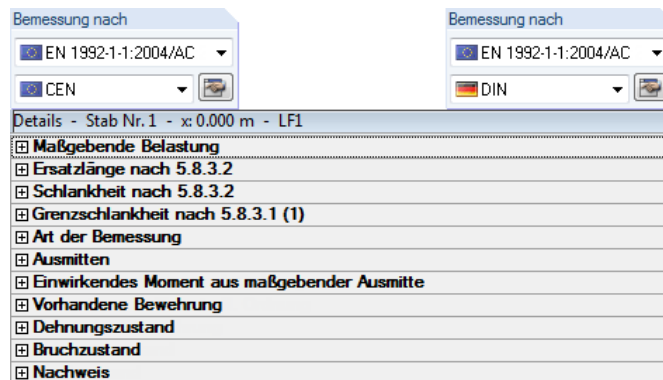 Bemessung nach
Bemessung nach
EN 1992-1-1:2004/AC
EN 1992-1-1:2004/AC
CEN
DIN
Details - Stab Nr. 1 - x: 0.000 m - LF1
Maßgebende Belastung
Ersatzlänge nach 5.8.3.2
Schlankheit nach 5.8.3.2
Grenzschlankheit nach 5.8.3.1 (1)
Art der Bemessung
Ausmitten
Einwirkendes Moment aus maßgebender Ausmitte
Vorhandene Bewehrung
Dehnungszustand
Bruchzustand
Nachweis